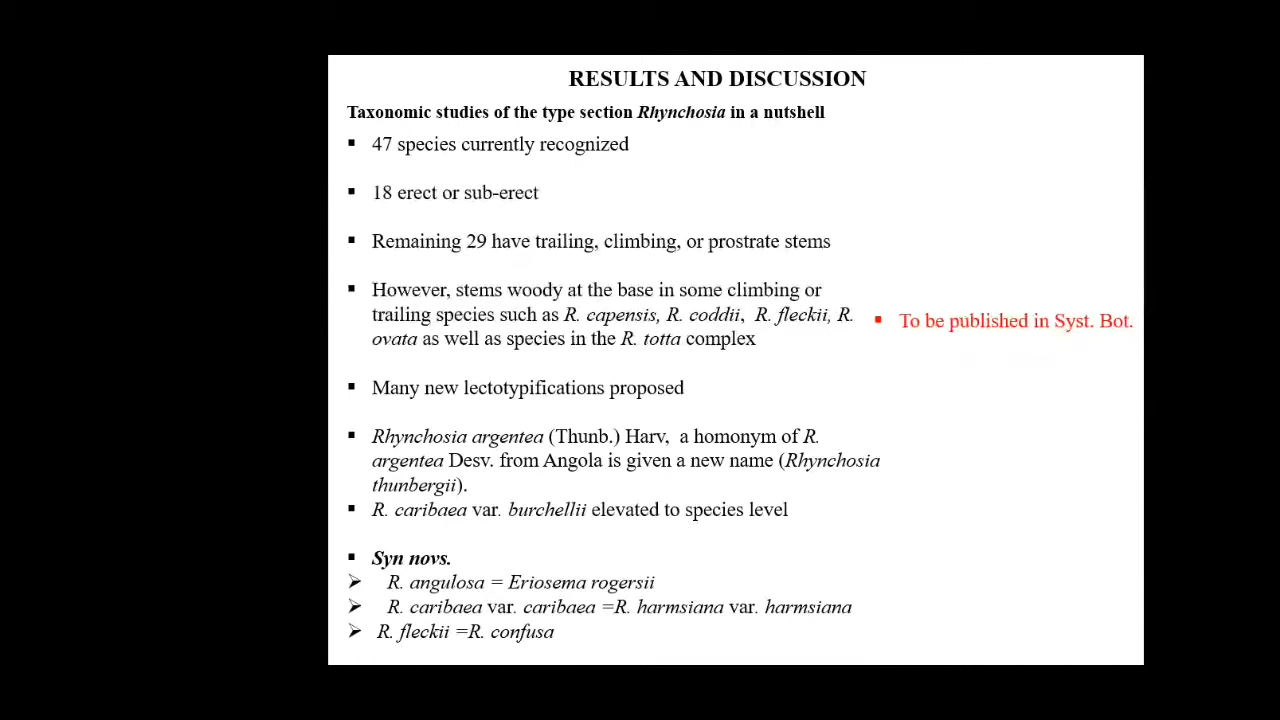 RESULTS AND DISCUSSION
Taxonomic studies of the type section Rhynchosia in a nutshell
▪ 47 species currently recognized
▪ 18 erect or sub-erect
▪ Remaining 29 have trailing, climbing, or prostrate stems
▪ However, stems woody at the base in some climbing or
trailing species such as R. capensis, R. coddii, R. fleckii, R.
ovata as well as species in the R. totta complex
▪ To be published in Syst. Bot.
▪ Many new lectotypifications proposed
▪ Rhynchosia argentea (Thunb.) Harv, a homonym of R.
argentea Desv. from Angola is given a new name (Rhynchosia
thunbergii).
▪ R. caribaea var. burchellii elevated to species level
▪ Syn novs.
➢ R. angulosa = Eriosema rogersii
➢ R. caribaea var. caribaea =R. harmsiana var. harmsiana
➢ R. fleckii =R. confusa